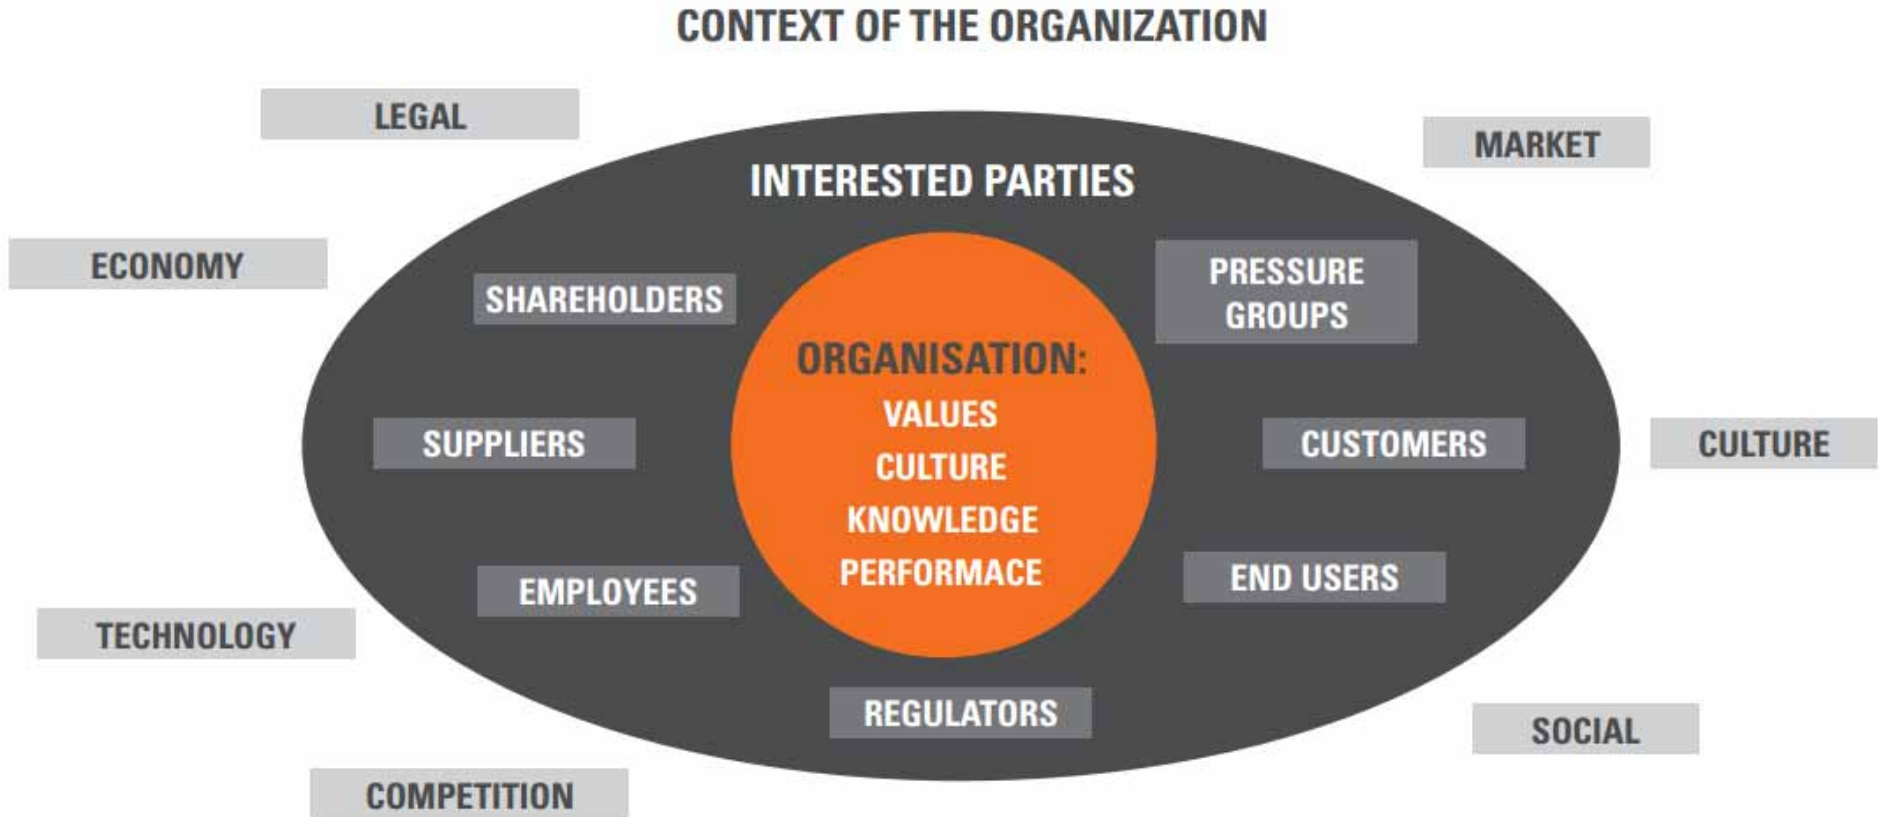 CONTEXT OF THE ORGANIZATION
LEGAL
MARKET
INTERESTED PARTIES
ECONOMY
SHAREHOLDERS
PRESSURE
GROUPS
ORGANISATION:
VALUES
CULTURE
KNOWLEDGE
PERFORMACE
SUPPLIERS
CUSTOMERS
CULTURE
EMPLOYEES
END USERS
TECHNOLOGY
REGULATORS
SOCIAL
COMPETITION